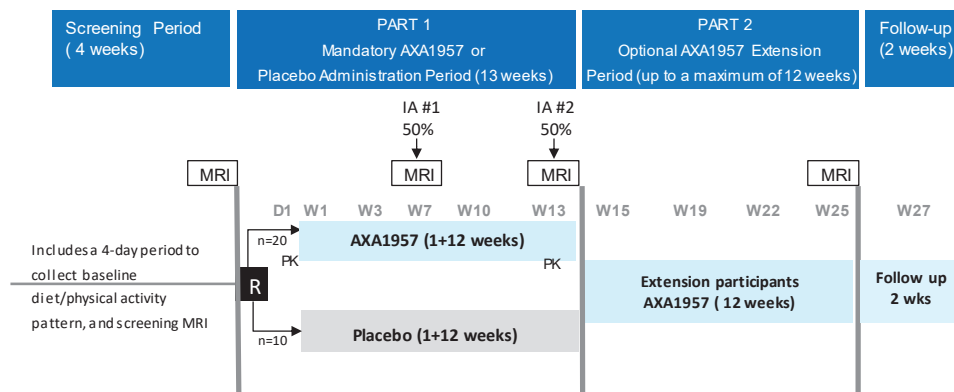 Screening Period
( 4 weeks)
PART 1
Mandatory AXA1957 or
Placebo Administration Period (13 weeks)
PART 2
Optional AXA1957 Extension
Period (up to a maximum of 12 weeks)
Follow-up
(2 weeks)
IA #1
50%
IA #2
50%
MRI
MRI
MRI
MRI
D1 W1 W3 W7 W10 W13 W15 W19 W22 W25 W27
n=20
AXA1957 (1+12 weeks)
PK
PK
Includes a 4-day period to
collect baseline
diet/physical activity
pattern, and screening MRI
R
Extension participants
AXA1957 ( 12 weeks)
Follow up
2 wks
n=10
Placebo (1+12 weeks)